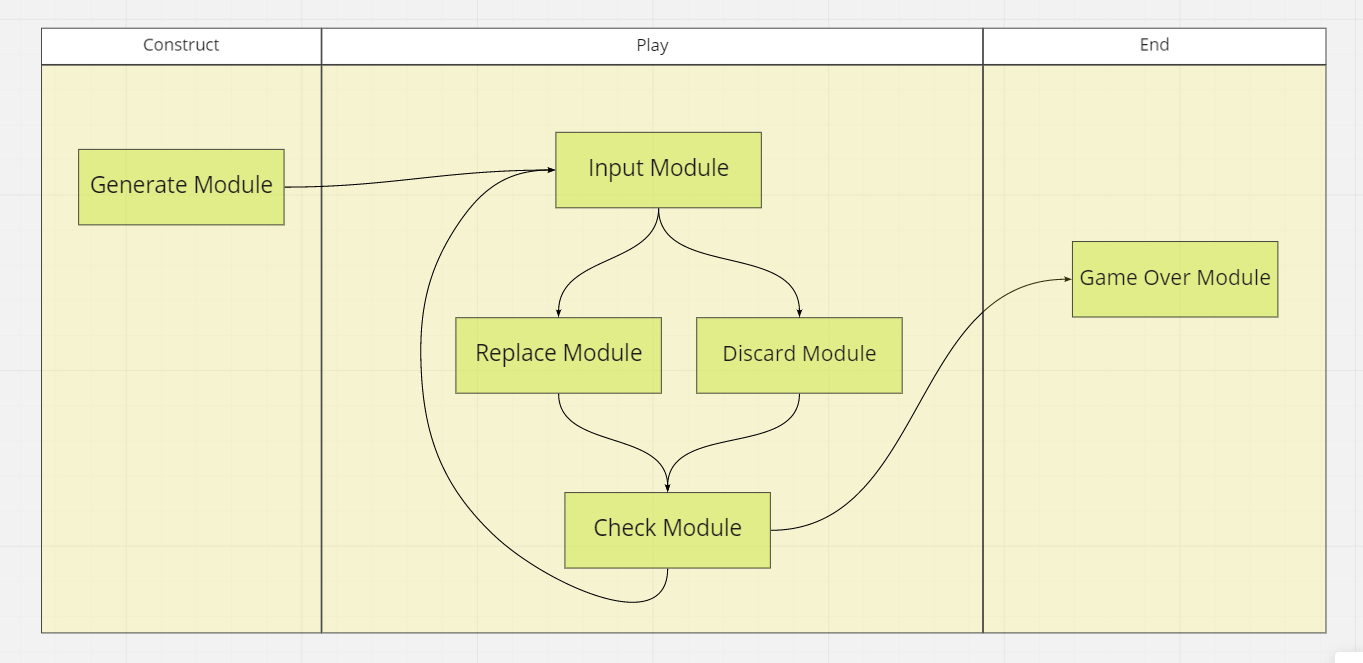 Construct
Play
End
Generate Module
Input Module
Game Over Module
Replace Module
Discard Module
Check Module